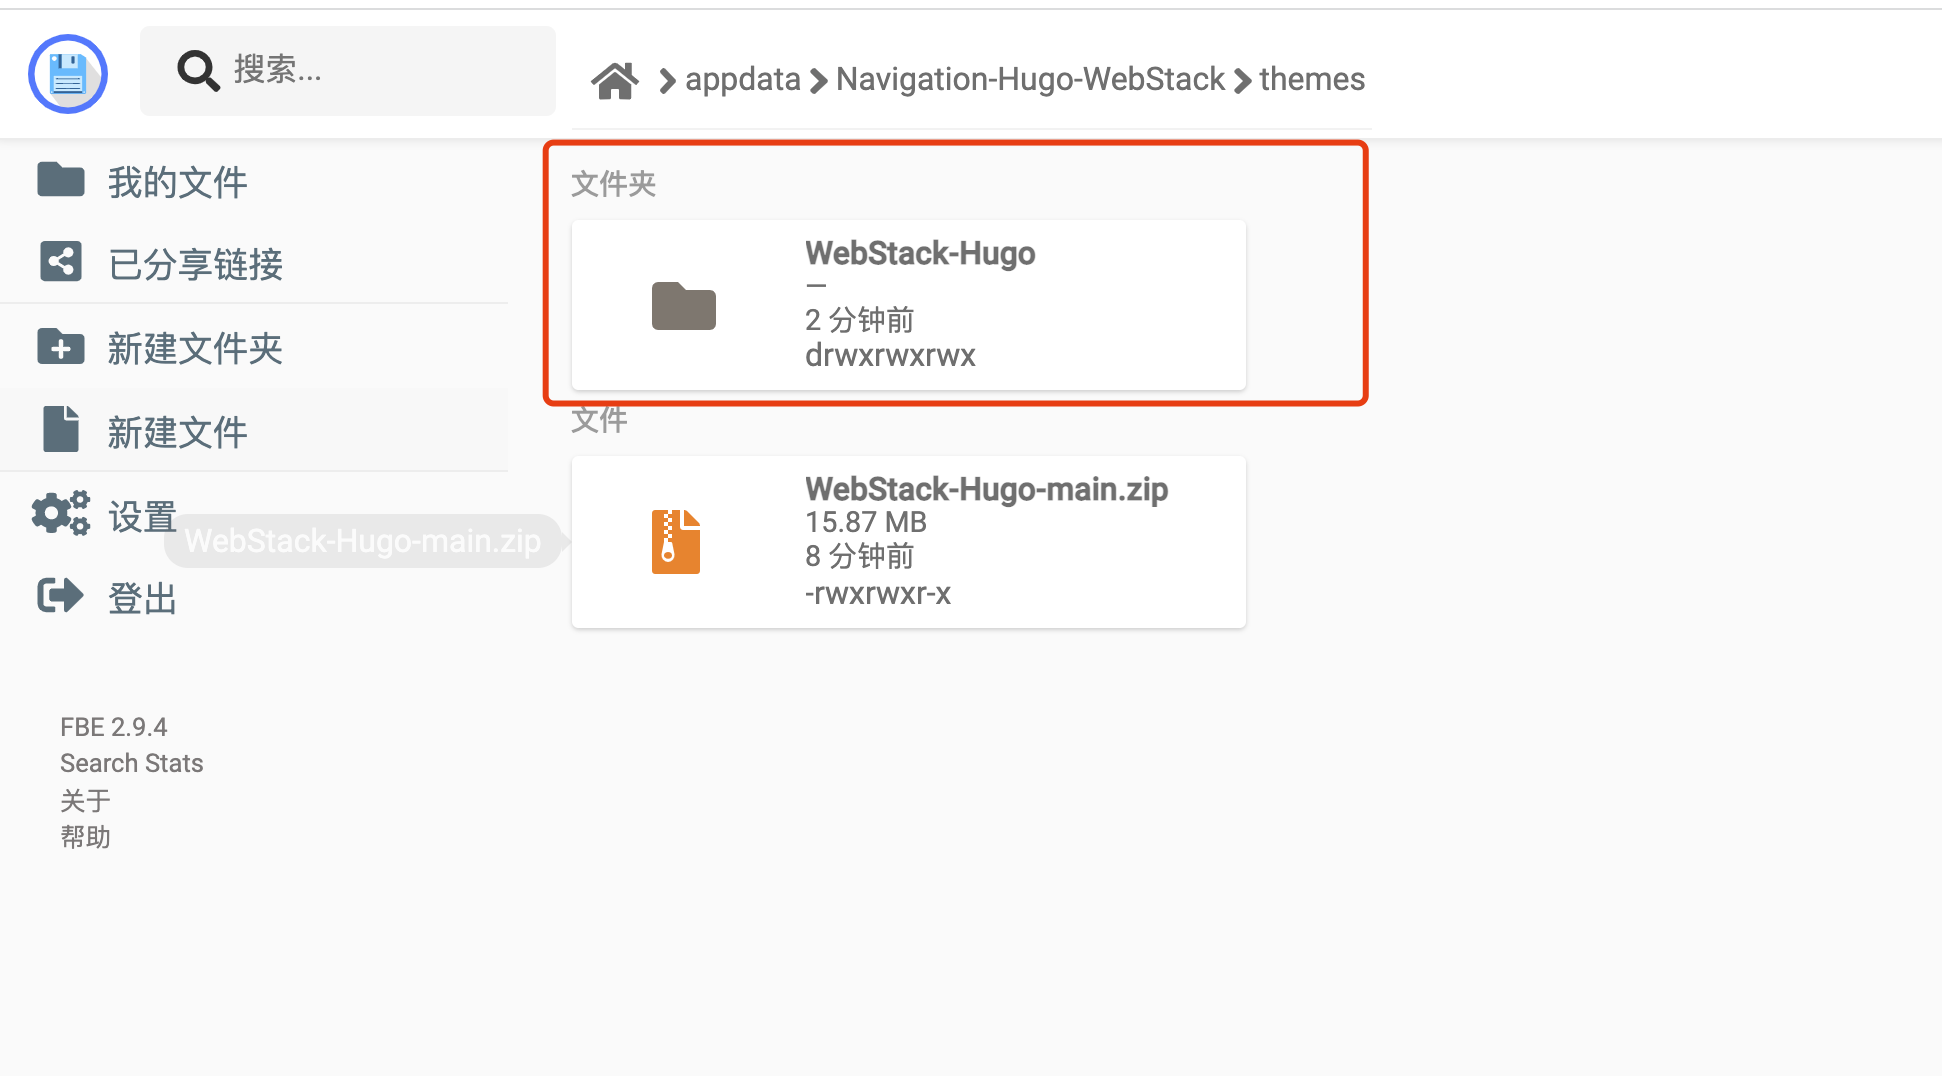 搜索...
appdata
Navigation-Hugo-WebStack
themes
我的文件
已分享链接
新建文件夹
新建文件
设置
登出
FBE 2.9.4
Search Stats
关于
帮助
文件夹
WebStack-Hugo
—
2 分钟前
drwxrwxrwx
文件
WebStack-Hugo-main.zip
15.87 MB
8 分钟前
-rwxrwxr-x
WebStack-Hugo-main.zip